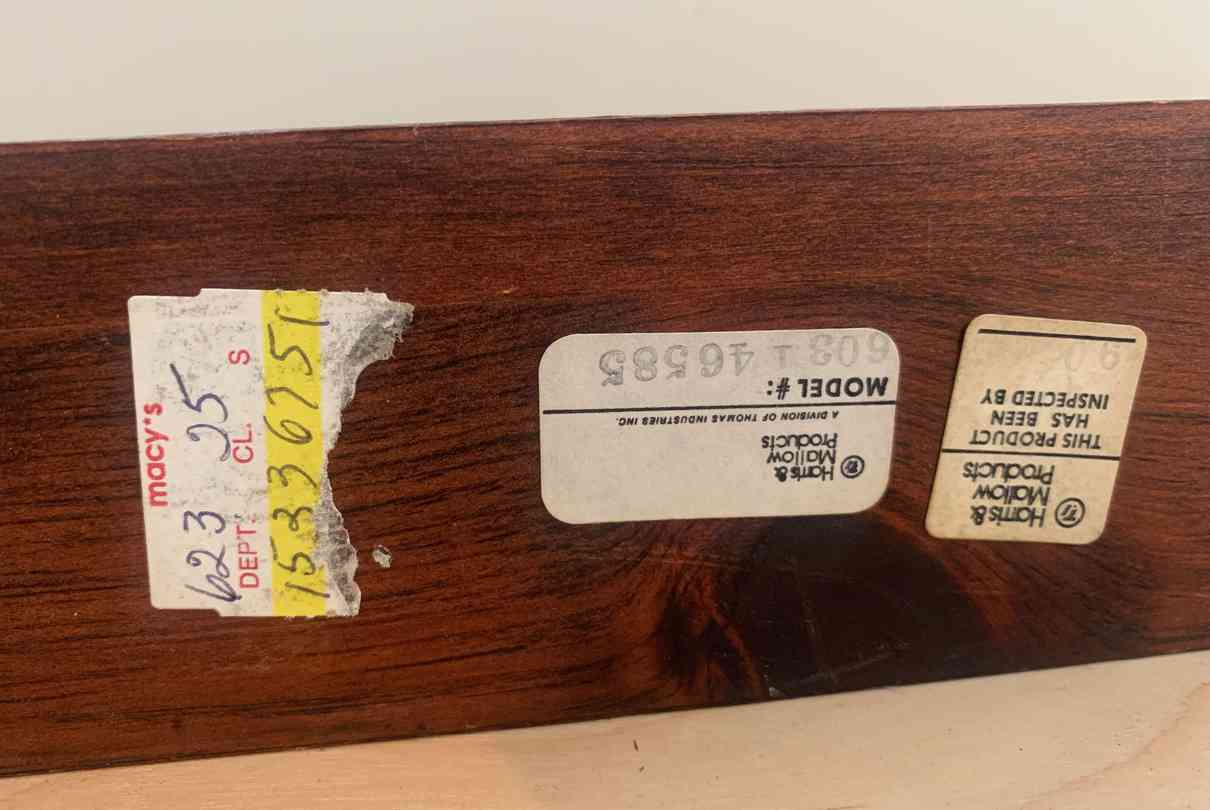 macy*s
623 25
DEPT. CL. S
15336751
Harris &
Mallow
Products
A DIVISION OF THOMAS INDUSTRIES INC.
MODEL #:
608 I 46585
Harris &
Mallow
Products
THIS PRODUCT
HAS BEEN
INSPECTED BY